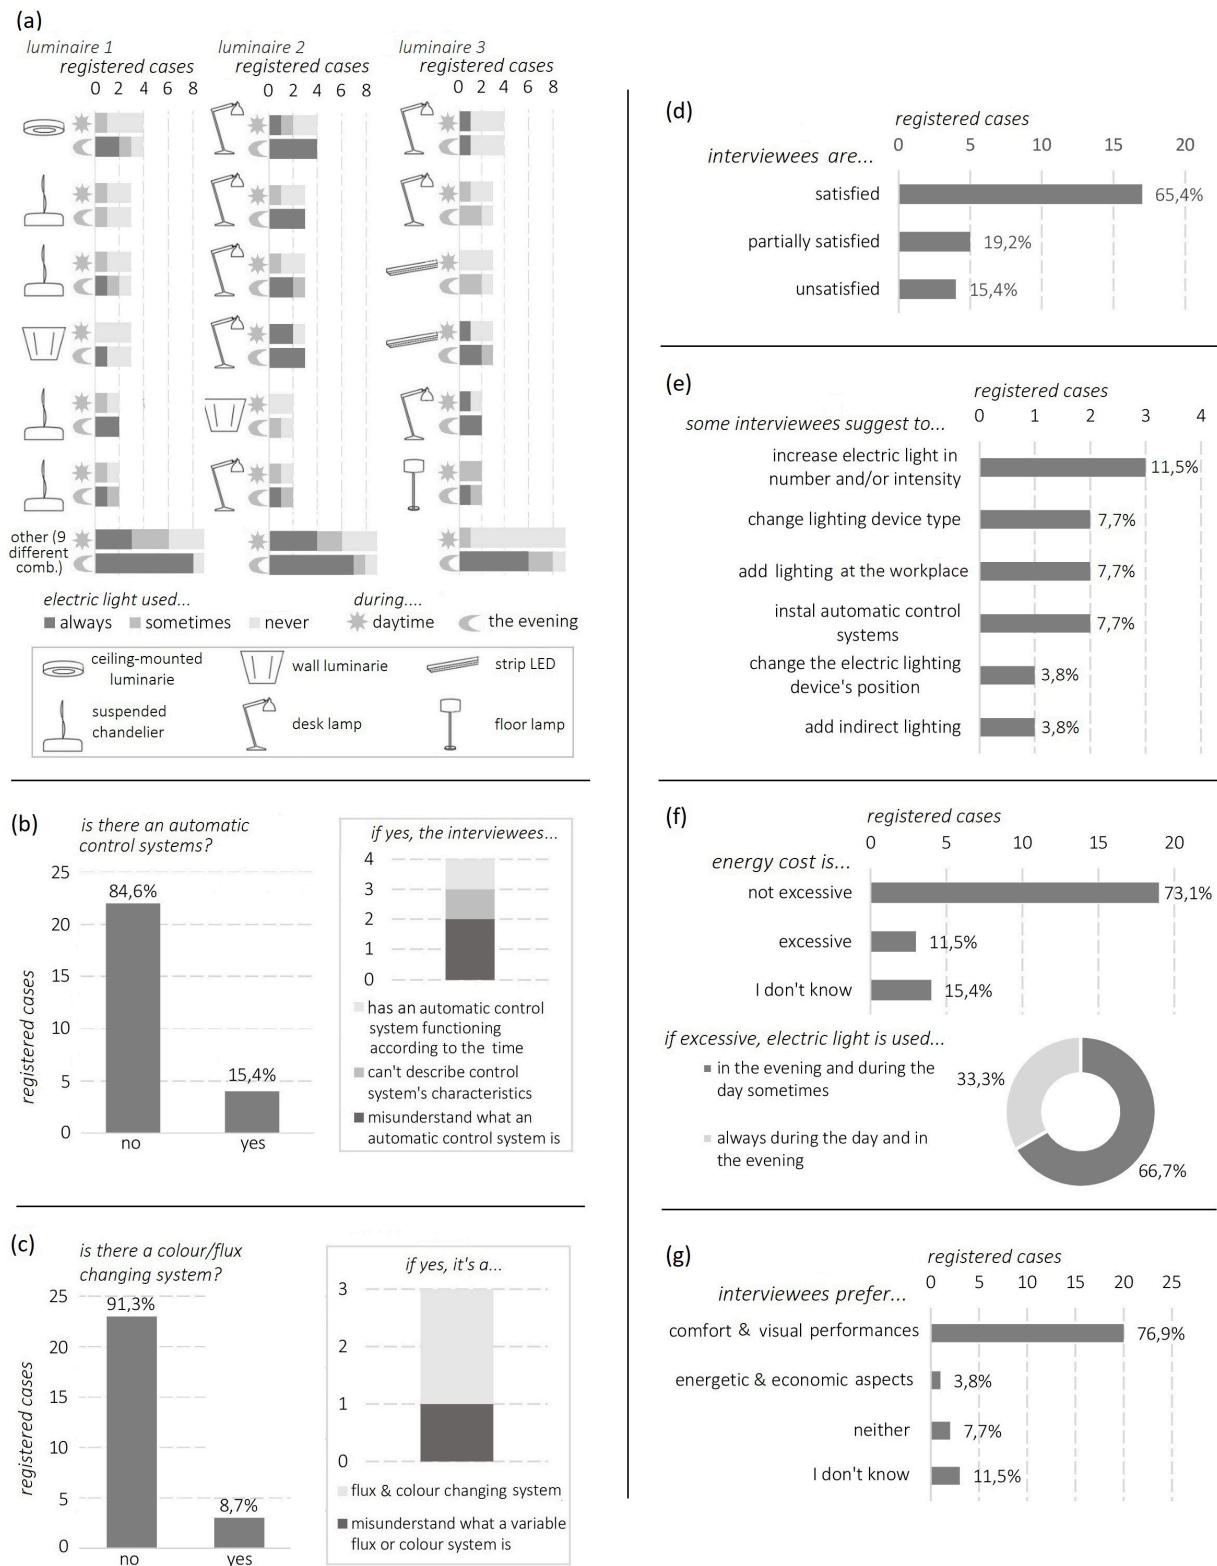 (a)
luminaire 1
luminaire 2
luminaire 3
registered cases
registered cases
registered cases
0 2 4 6 8
0 2 4 6 8
0 2 4 6 8
other (9
different
comb.)
electric light used...
during....
always
sometimes
never
daytime
the evening
ceiling-mounted
luminarie
wall luminarie
strip LED
suspended
chandelier
desk lamp
floor lamp
(b)
is there an automatic
control systems?
registered cases
25
20
15
10
5
0
84,6%
15,4%
no
yes
if yes, the interviewees...
4
3
2
1
0
has an automatic control
system functioning
according to the time
can't describe control
system's characteristics
misunderstand what an
automatic control system is
(c)
is there a colour/flux
changing system?
registered cases
25
20
15
10
5
0
91,3%
8,7%
no
yes
if yes, it's a...
3
2
1
0
flux & colour changing system
misunderstand what a variable
flux or colour system is
(d)
registered cases
interviewees are...
0 5 10 15 20
satisfied
65,4%
partially satisfied
19,2%
unsatisfied
15,4%
(e)
registered cases
some interviewees suggest to...
0 1 2 3 4
increase electric light in
number and/or intensity
11,5%
change lighting device type
7,7%
add lighting at the workplace
7,7%
instal automatic control
systems
7,7%
change the electric lighting
device's position
3,8%
add indirect lighting
3,8%
(f)
registered cases
energy cost is...
0 5 10 15 20
not excessive
73,1%
excessive
11,5%
I don't know
15,4%
if excessive, electric light is used...
in the evening and during the
day sometimes
always during the day and in
the evening
33,3%
66,7%
(g)
registered cases
interviewees prefer...
0 5 10 15 20 25
comfort & visual performances
76,9%
energetic & economic aspects
3,8%
neither
7,7%
I don't know
11,5%